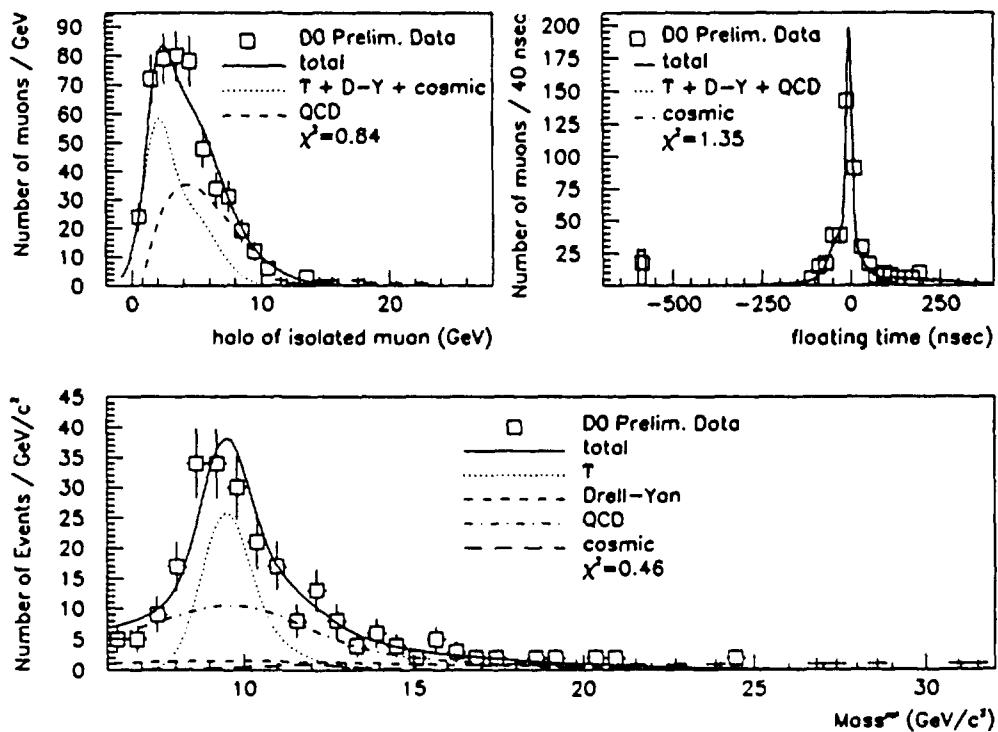 Number of muons / GeV
90
80
70
60
50
40
30
20
10
0
D0 Prelim. Data
total
T + D-Y + cosmic
QCD
χ²=0.84
0
10
20
halo of isolated muon (GeV)
Number of muons / 40 nsec
200
175
150
125
100
75
50
25
D0 Prelim. Data
total
T + D-Y + QCD
cosmic
χ²=1.35
-500
-250
0
250
floating time (nsec)
Number of Events / GeV/c²
45
40
35
30
25
20
15
10
5
0
D0 Prelim. Data
total
T
Drell-Yan
QCD
cosmic
χ²=0.46
10
15
20
25
30
Mass (GeV/c²)